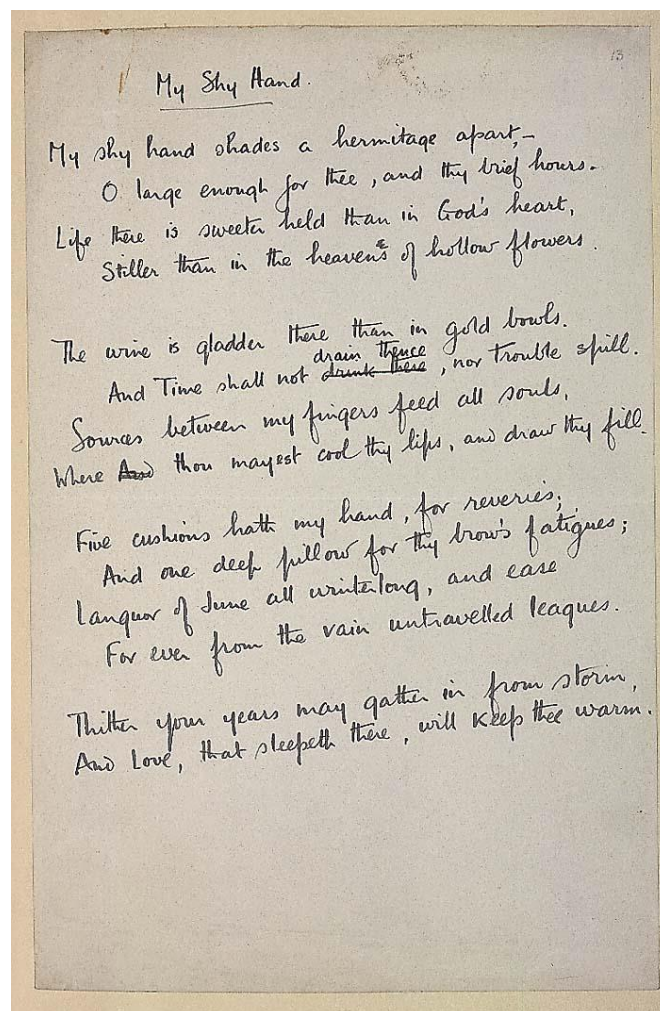 13
My Shy Hand.
My shy hand shades a hermitage apart,—
O large enough for thee, and thy brief hours.
Life there is sweeter held than in God's heart,
Stiller than in the heavens of hollow flowers.
The wine is gladder there than in gold bowls.
drain thence
And Time shall not drink there, nor trouble spill.
Sources between my fingers feed all souls,
Where And thou mayest cool thy lips, and draw thy fill.
Five cushions hath my hand, for reveries;
And one deep pillow for thy brow's fatigues;
Languor of June all winterlong, and ease
For ever from the vain untravelled leagues.
Thither your years may gather in from storm,
And Love, that sleepeth there, will keep thee warm.